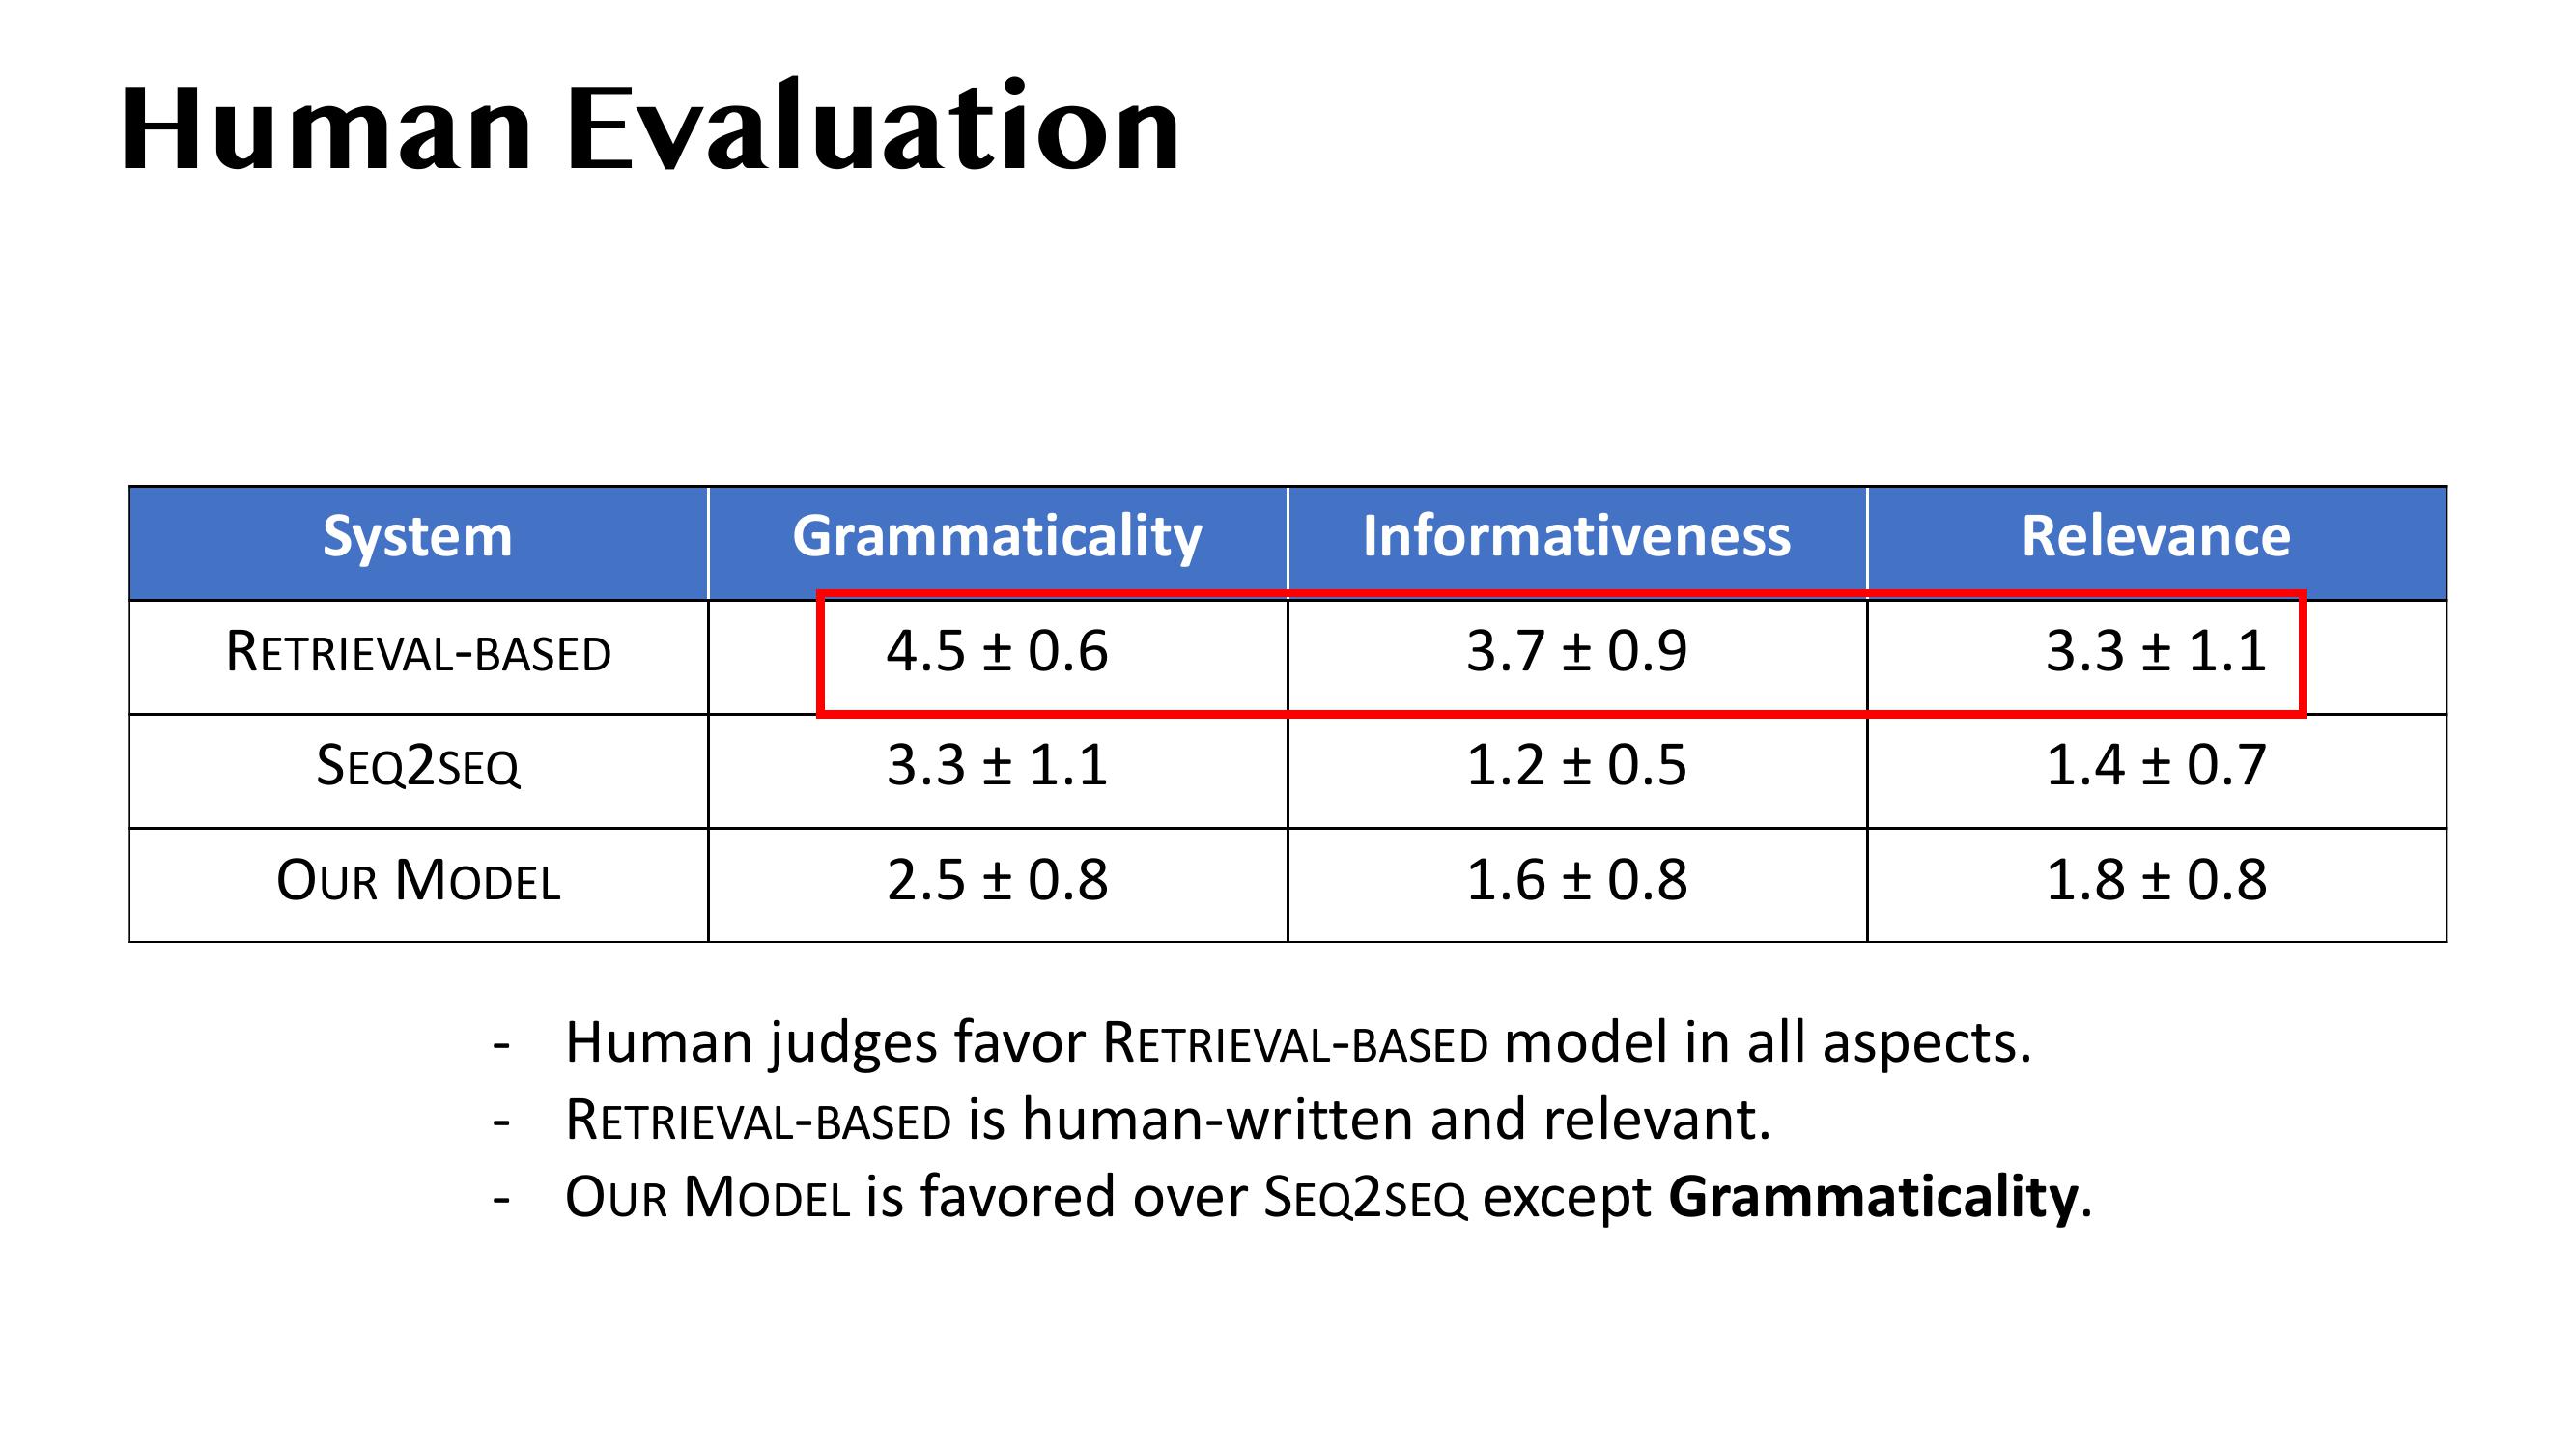 Human Evaluation
System Grammaticality Informativeness Relevance
RETRIEVAL-BASED 4.5 ± 0.6 3.7 ± 0.9 3.3 ± 1.1
SEQ2SEQ 3.3 ± 1.1 1.2 ± 0.5 1.4 ± 0.7
OUR MODEL 2.5 ± 0.8 1.6 ± 0.8 1.8 ± 0.8
- Human judges favor RETRIEVAL-BASED model in all aspects.
- RETRIEVAL-BASED is human-written and relevant.
- OUR MODEL is favored over SEQ2SEQ except Grammaticality.